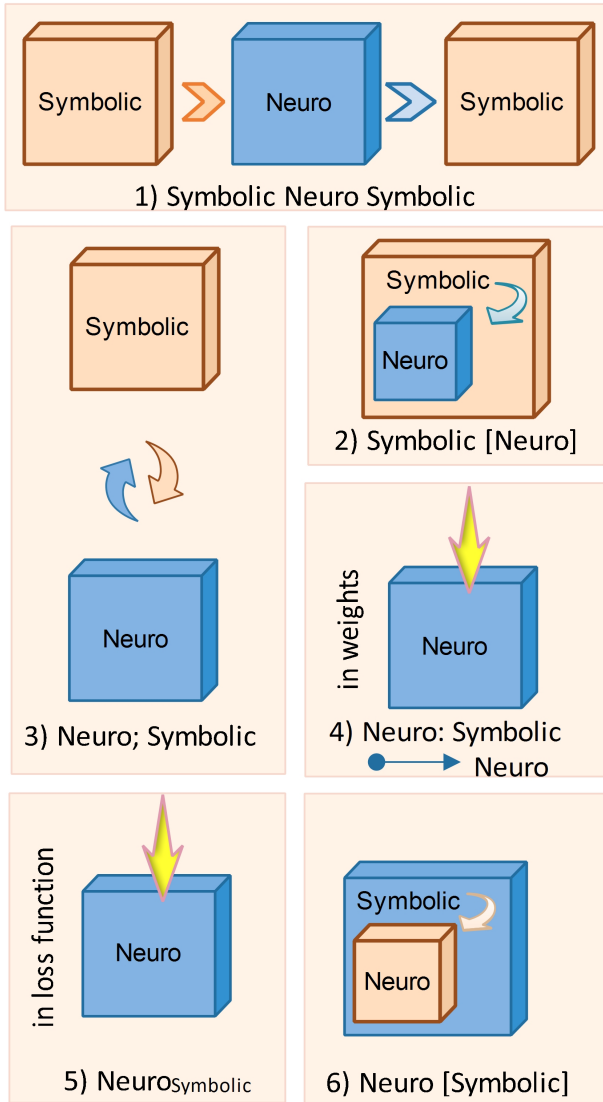 Symbolic
Neuro
Symbolic
1) Symbolic Neuro Symbolic
Symbolic
Neuro
3) Neuro; Symbolic
Symbolic
Neuro
2) Symbolic [Neuro]
in weights
Neuro
4) Neuro: Symbolic
Neuro
in loss function
Neuro
5) NeuroSymbolic
Symbolic
Neuro
6) Neuro [Symbolic]